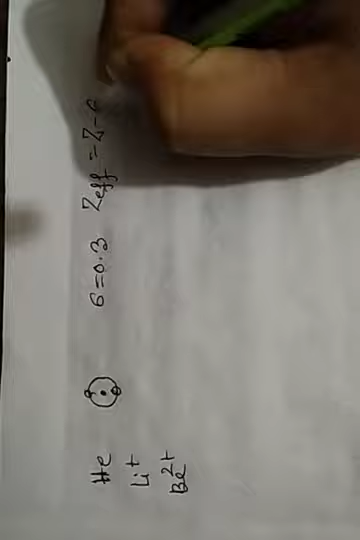 He σ=0.3 Zeff = Z-σ
Li+
Be2+